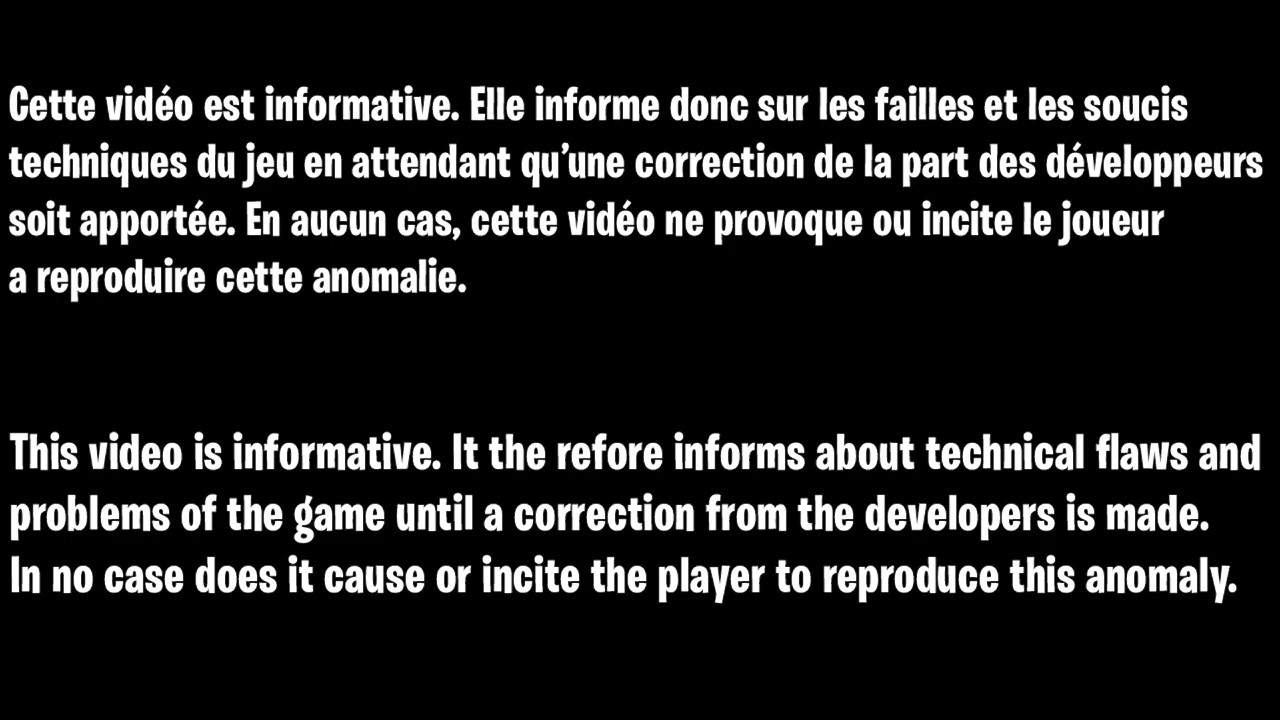 Cette vidéo est informative. Elle informe donc sur les failles et les soucis
techniques du jeu en attendant qu’une correction de la part des développeurs
soit apportée. En aucun cas, cette vidéo ne provoque ou incite le joueur
a reproduire cette anomalie.
This video is informative. It the refore informs about technical flaws and
problems of the game until a correction from the developers is made.
In no case does it cause or incite the player to reproduce this anomaly.